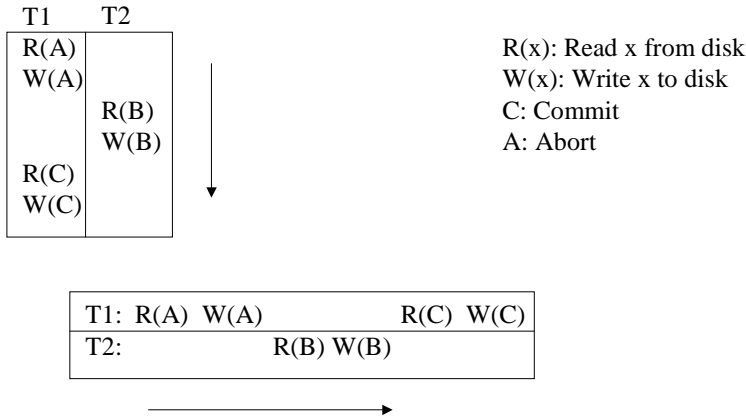 T1 T2
R(A)
W(A)
R(B)
W(B)
R(C)
W(C)
R(x): Read x from disk
W(x): Write x to disk
C: Commit
A: Abort
T1: R(A) W(A) R(C) W(C)
T2: R(B) W(B)